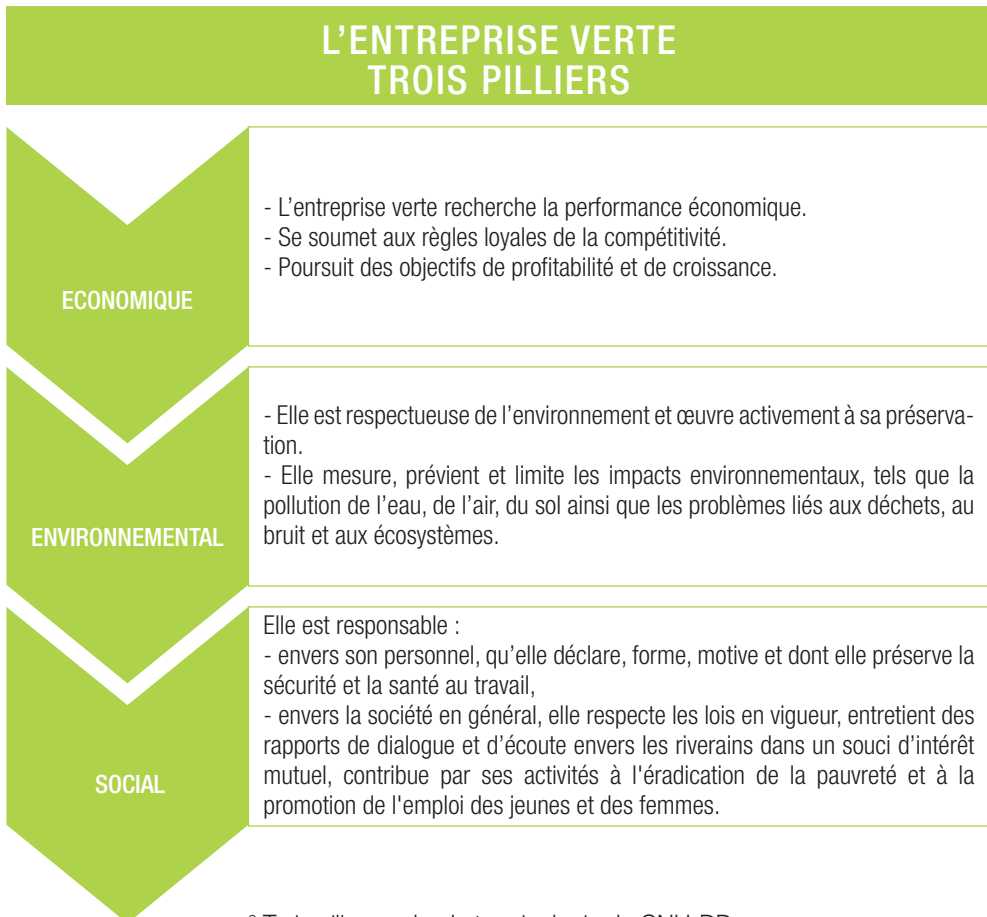 L'ENTREPRISE VERTE
TROIS PILLIERS
ECONOMIQUE
- L'entreprise verte recherche la performance économique.
- Se soumet aux règles loyales de la compétitivité.
- Poursuit des objectifs de profitabilité et de croissance.
ENVIRONNEMENTAL
- Elle est respectueuse de l'environnement et œuvre activement à sa préserva-
tion.
- Elle mesure, prévient et limite les impacts environnementaux, tels que la
pollution de l'eau, de l'air, du sol ainsi que les problèmes liés aux déchets, au
bruit et aux écosystèmes.
SOCIAL
Elle est responsable :
- envers son personnel, qu'elle déclare, forme, motive et dont elle préserve la
sécurité et la santé au travail,
- envers la société en général, elle respecte les lois en vigueur, entretient des
rapports de dialogue et d'écoute envers les riverains dans un souci d'intérêt
mutuel, contribue par ses activités à l'éradication de la pauvreté et à la
promotion de l'emploi des jeunes et des femmes.